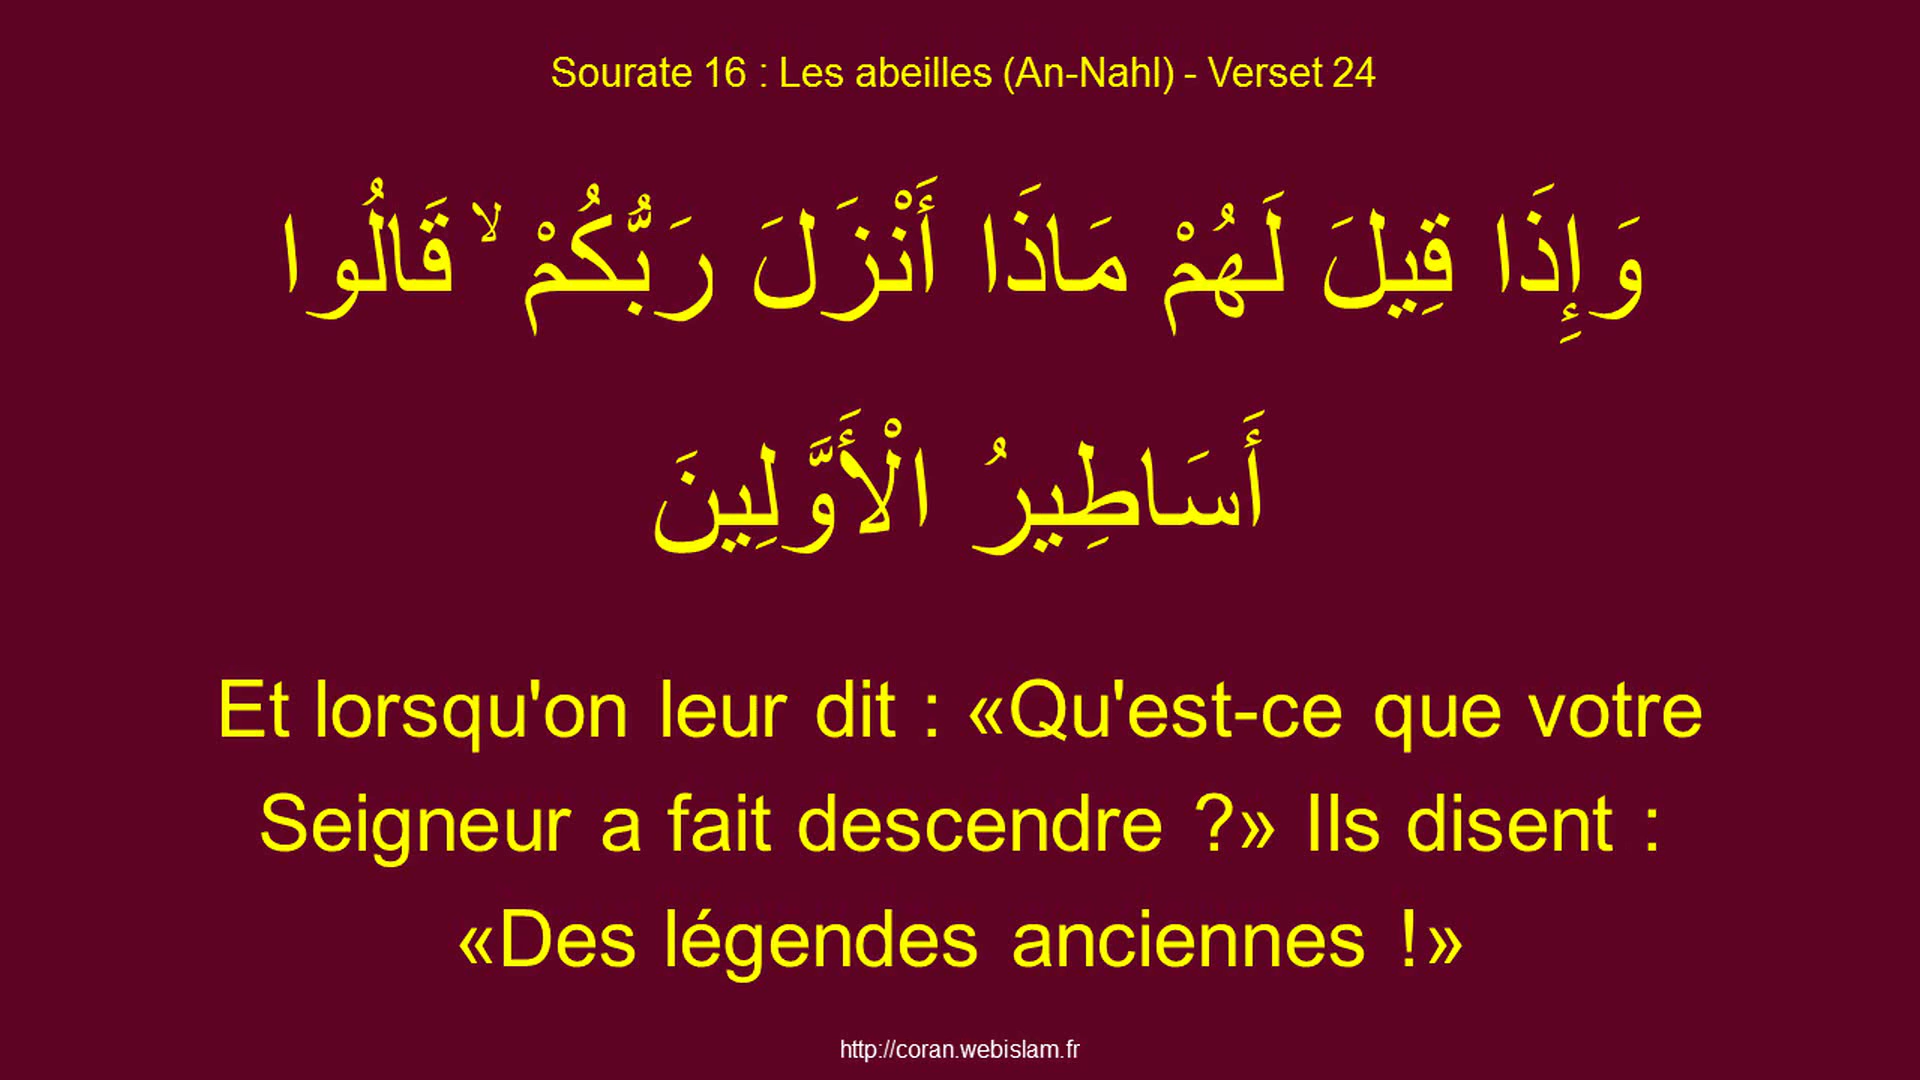 Sourate 16 : Les abeilles (An-Nahl) - Verset 24
وَإِذَا قِيلَ لَهُمْ مَاذَا أَنْزَلَ رَبُّكُمْ ۙ قَالُوا
أَسَاطِيرُ الْأَوَّلِينَ
Et lorsqu'on leur dit : «Qu'est-ce que votre
Seigneur a fait descendre ?» Ils disent :
«Des légendes anciennes !»
http://coran.webislam.fr